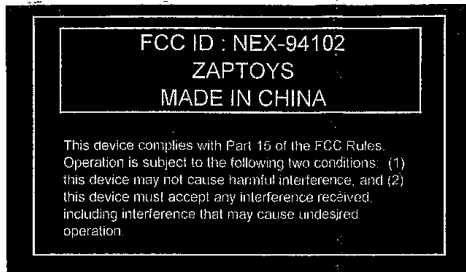 FCC ID : NEX-94102
ZAPTOYS
MADE IN CHINA
This device complies with Part 15 of the FCC Rules.
Operation is subject to the following two conditions: (1)
this device may not cause harmful interference, and (2)
this device must accept any interference received,
including interference that may cause undesired
operation.